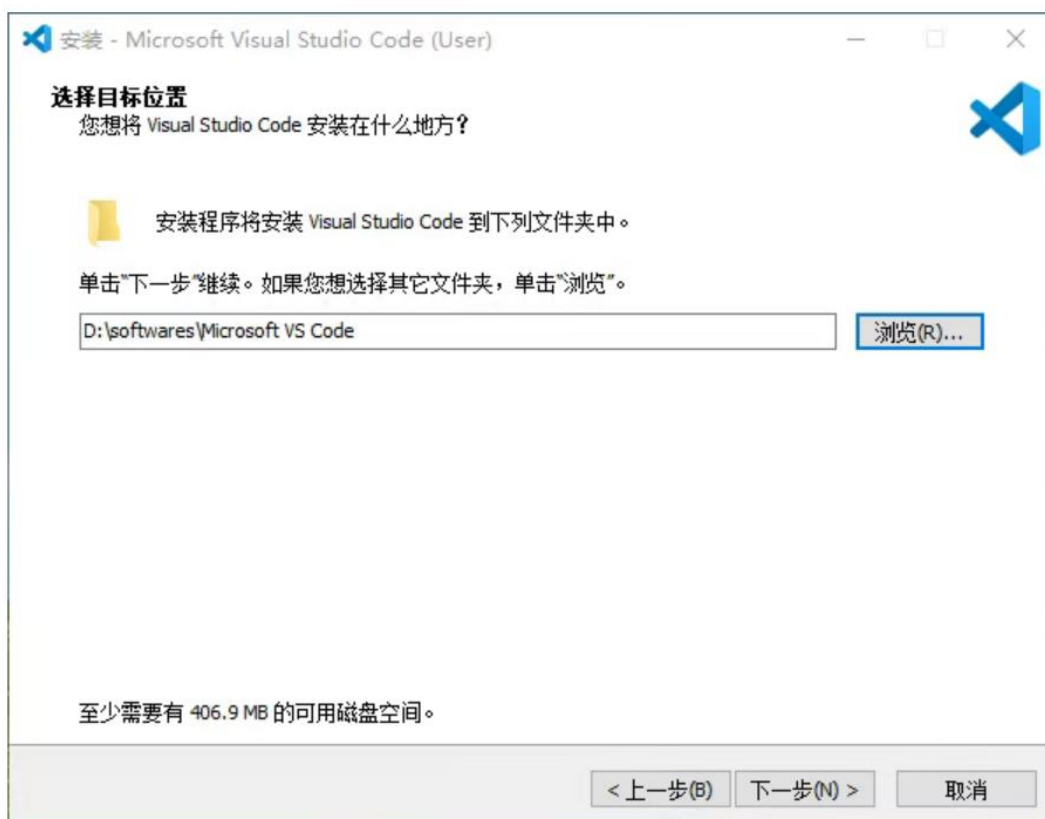 安装 - Microsoft Visual Studio Code (User)
选择目标位置
您想将 Visual Studio Code 安装在什么地方?
安装程序将安装 Visual Studio Code 到下列文件夹中。
单击"下一步"继续。如果您想选择其它文件夹，单击"浏览"。
D:\softwares\Microsoft VS Code
浏览(R)...
至少需要有 406.9 MB 的可用磁盘空间。
< 上一步(B) 下一步(N) > 取消